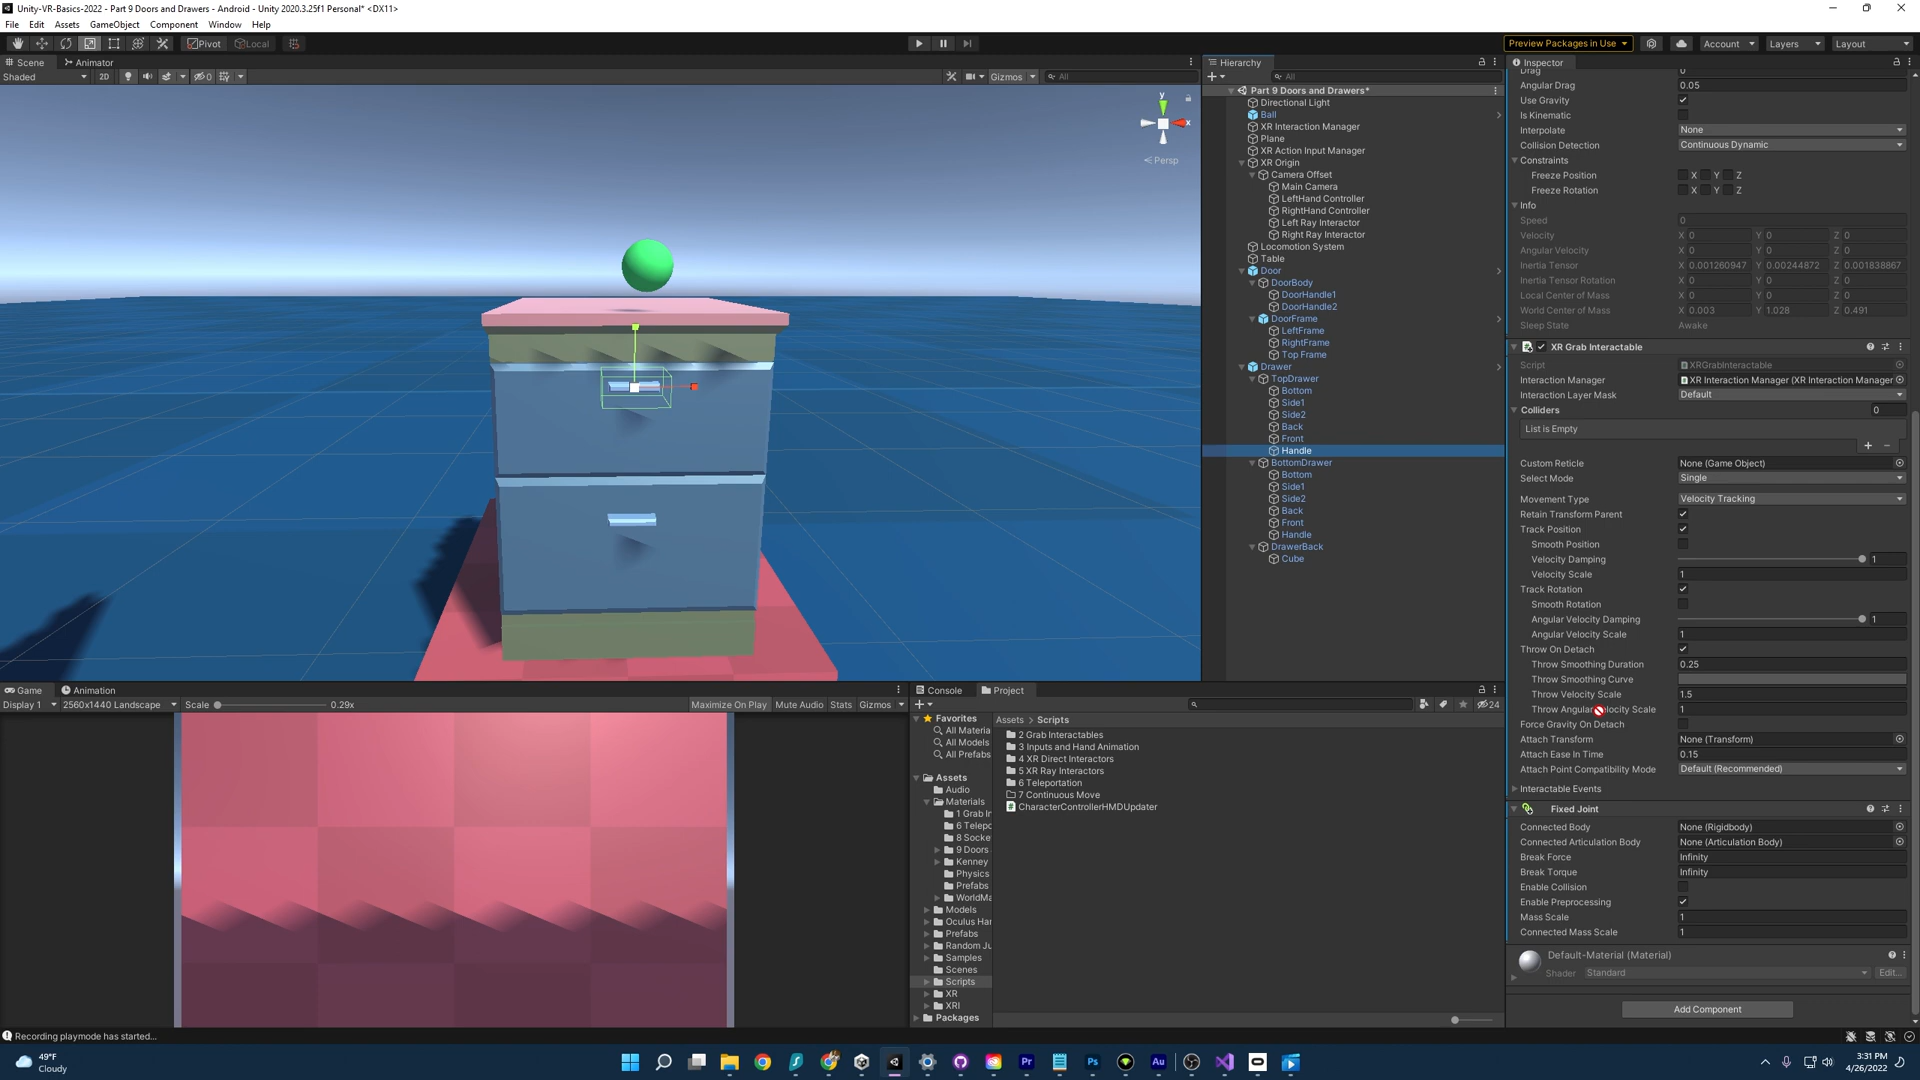 Unity-VR-Basics-2022 - Part 9 Doors and Drawers - Android - Unity 2020.3.25f1 Personal* <DX11>
File Edit Assets GameObject Component Window Help
Pivot Local Preview Packages in Use Account Layers Layout
Scene Animator
Shaded 2D 0 Gizmos All
y x
Persp
Hierarchy
All
Part 9 Doors and Drawers*
Directional Light
Ball
XR Interaction Manager
Plane
XR Action Input Manager
XR Origin
Camera Offset
Main Camera
LeftHand Controller
RightHand Controller
Left Ray Interactor
Right Ray Interactor
Locomotion System
Table
Door
DoorBody
DoorHandle1
DoorHandle2
DoorFrame
LeftFrame
RightFrame
Top Frame
Drawer
TopDrawer
Bottom
Side1
Side2
Back
Front
Handle
BottomDrawer
Bottom
Side1
Side2
Back
Front
Handle
DrawerBack
Cube
Inspector
Drag 0
Angular Drag 0.05
Use Gravity
Is Kinematic
Interpolate None
Collision Detection Continuous Dynamic
Constraints
Freeze Position X Y Z
Freeze Rotation X Y Z
Info
Speed 0
Velocity X 0 Y 0 Z 0
Angular Velocity X 0 Y 0 Z 0
Inertia Tensor X 0.001260947 Y 0.00244872 Z 0.001838867
Inertia Tensor Rotation X 0 Y 0 Z 0
Local Center of Mass X 0 Y 0 Z 0
World Center of Mass X 0.003 Y 1.028 Z 0.491
Sleep State Awake
XR Grab Interactable
Script XRGrabInteractable
Interaction Manager XR Interaction Manager (XR Interaction Manager
Interaction Layer Mask Default
Colliders 0
List is Empty
+ −
Custom Reticle None (Game Object)
Select Mode Single
Movement Type Velocity Tracking
Retain Transform Parent
Track Position
Smooth Position
Velocity Damping 1
Velocity Scale 1
Track Rotation
Smooth Rotation
Angular Velocity Damping 1
Angular Velocity Scale 1
Throw On Detach
Throw Smoothing Duration 0.25
Throw Smoothing Curve
Throw Velocity Scale 1.5
Throw Angular Velocity Scale 1
Force Gravity On Detach
Attach Transform None (Transform)
Attach Ease In Time 0.15
Attach Point Compatibility Mode Default (Recommended)
Interactable Events
Fixed Joint
Connected Body None (Rigidbody)
Connected Articulation Body None (Articulation Body)
Break Force Infinity
Break Torque Infinity
Enable Collision
Enable Preprocessing
Mass Scale 1
Connected Mass Scale 1
Default-Material (Material)
Shader Standard Edit...
Add Component
Game Animation
Display 1 2560x1440 Landscape Scale 0.29x Maximize On Play Mute Audio Stats Gizmos
Console Project
24
Favorites
All Materia
All Models
All Prefabs
Assets
Audio
Materials
1 Grab In
6 Telepo
8 Socke
9 Doors
Kenney
Physics
Prefabs
WorldMa
Models
Oculus Han
Prefabs
Random Ju
Samples
Scenes
Scripts
XR
XRI
Packages
Assets > Scripts
2 Grab Interactables
3 Inputs and Hand Animation
4 XR Direct Interactors
5 XR Ray Interactors
6 Teleportation
7 Continuous Move
CharacterControllerHMDUpdater
Recording playmode has started...
49°F
Cloudy
Pr Ps Au
3:31 PM
4/26/2022